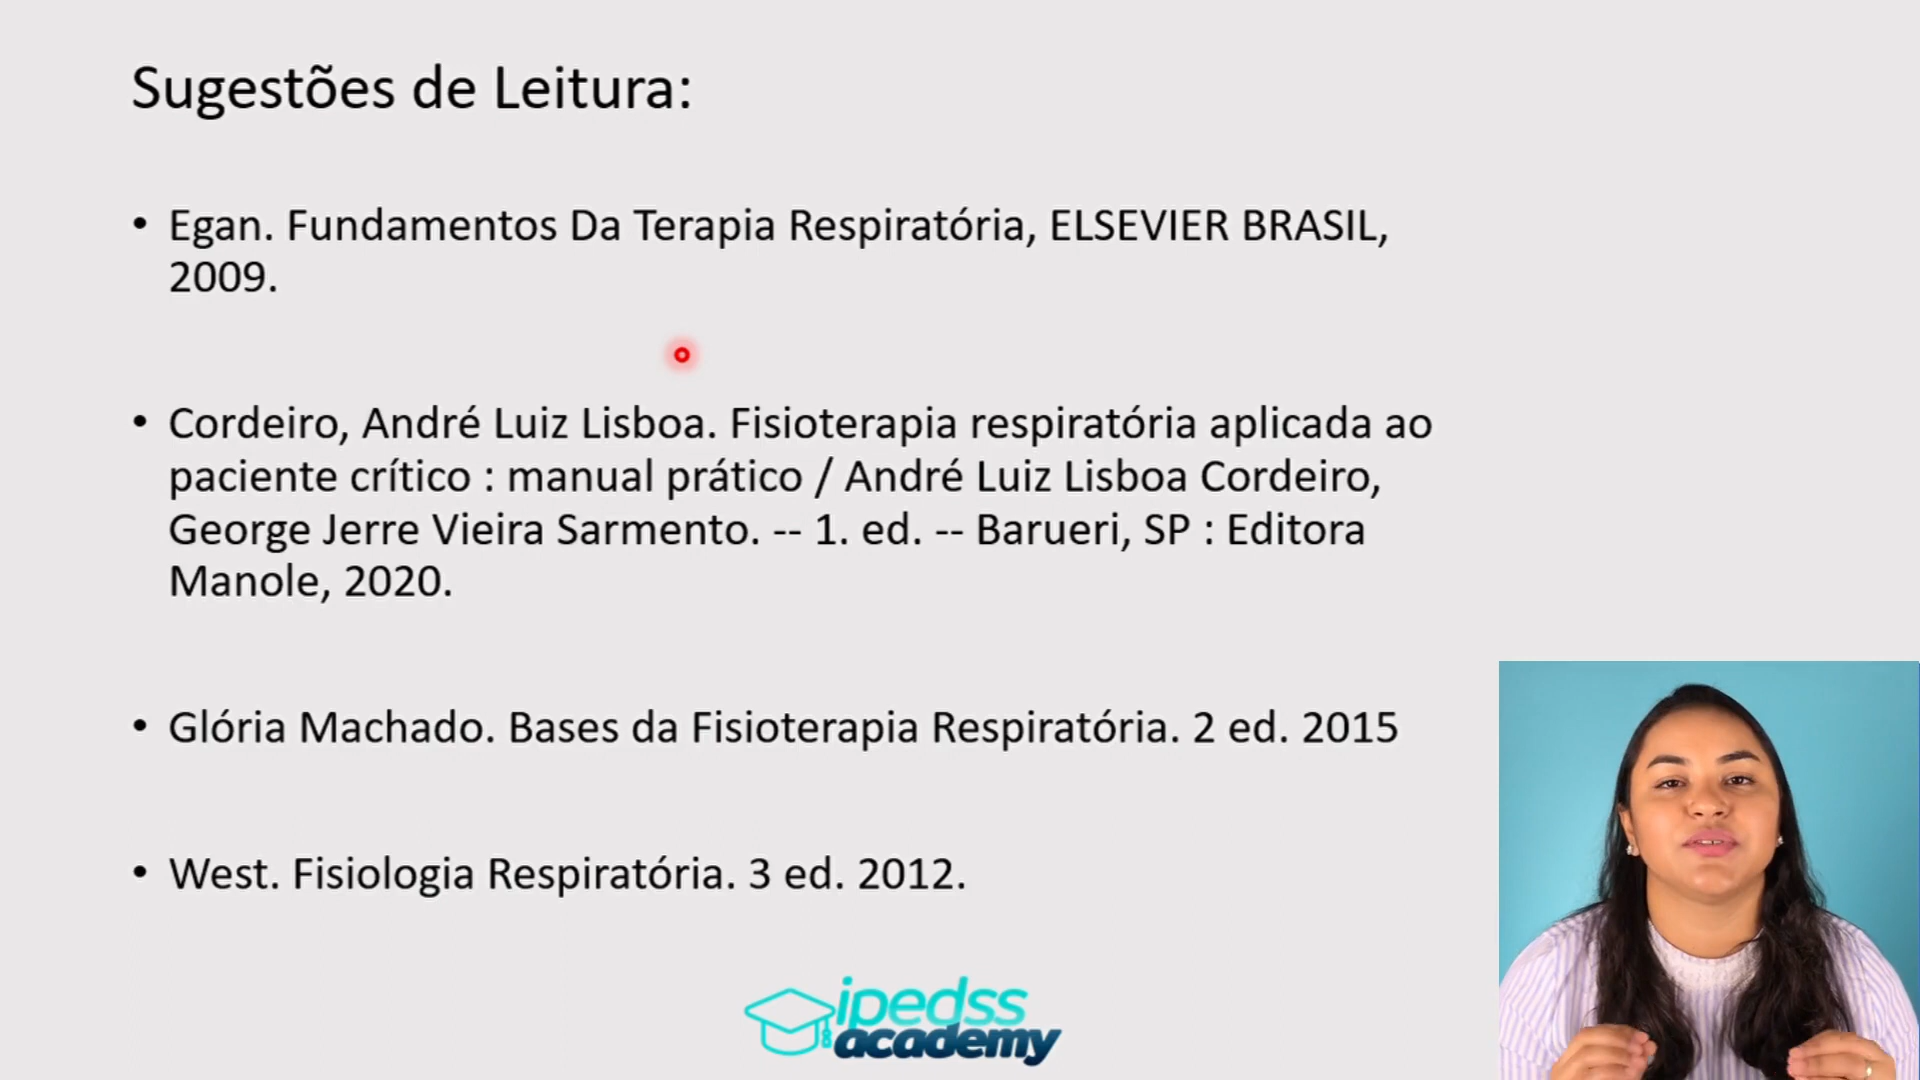 Sugestões de Leitura:
• Egan. Fundamentos Da Terapia Respiratória, ELSEVIER BRASIL,
2009.
• Cordeiro, André Luiz Lisboa. Fisioterapia respiratória aplicada ao
paciente crítico : manual prático / André Luiz Lisboa Cordeiro,
George Jerre Vieira Sarmento. -- 1. ed. -- Barueri, SP : Editora
Manole, 2020.
• Glória Machado. Bases da Fisioterapia Respiratória. 2 ed. 2015
• West. Fisiologia Respiratória. 3 ed. 2012.
ipedss
academy